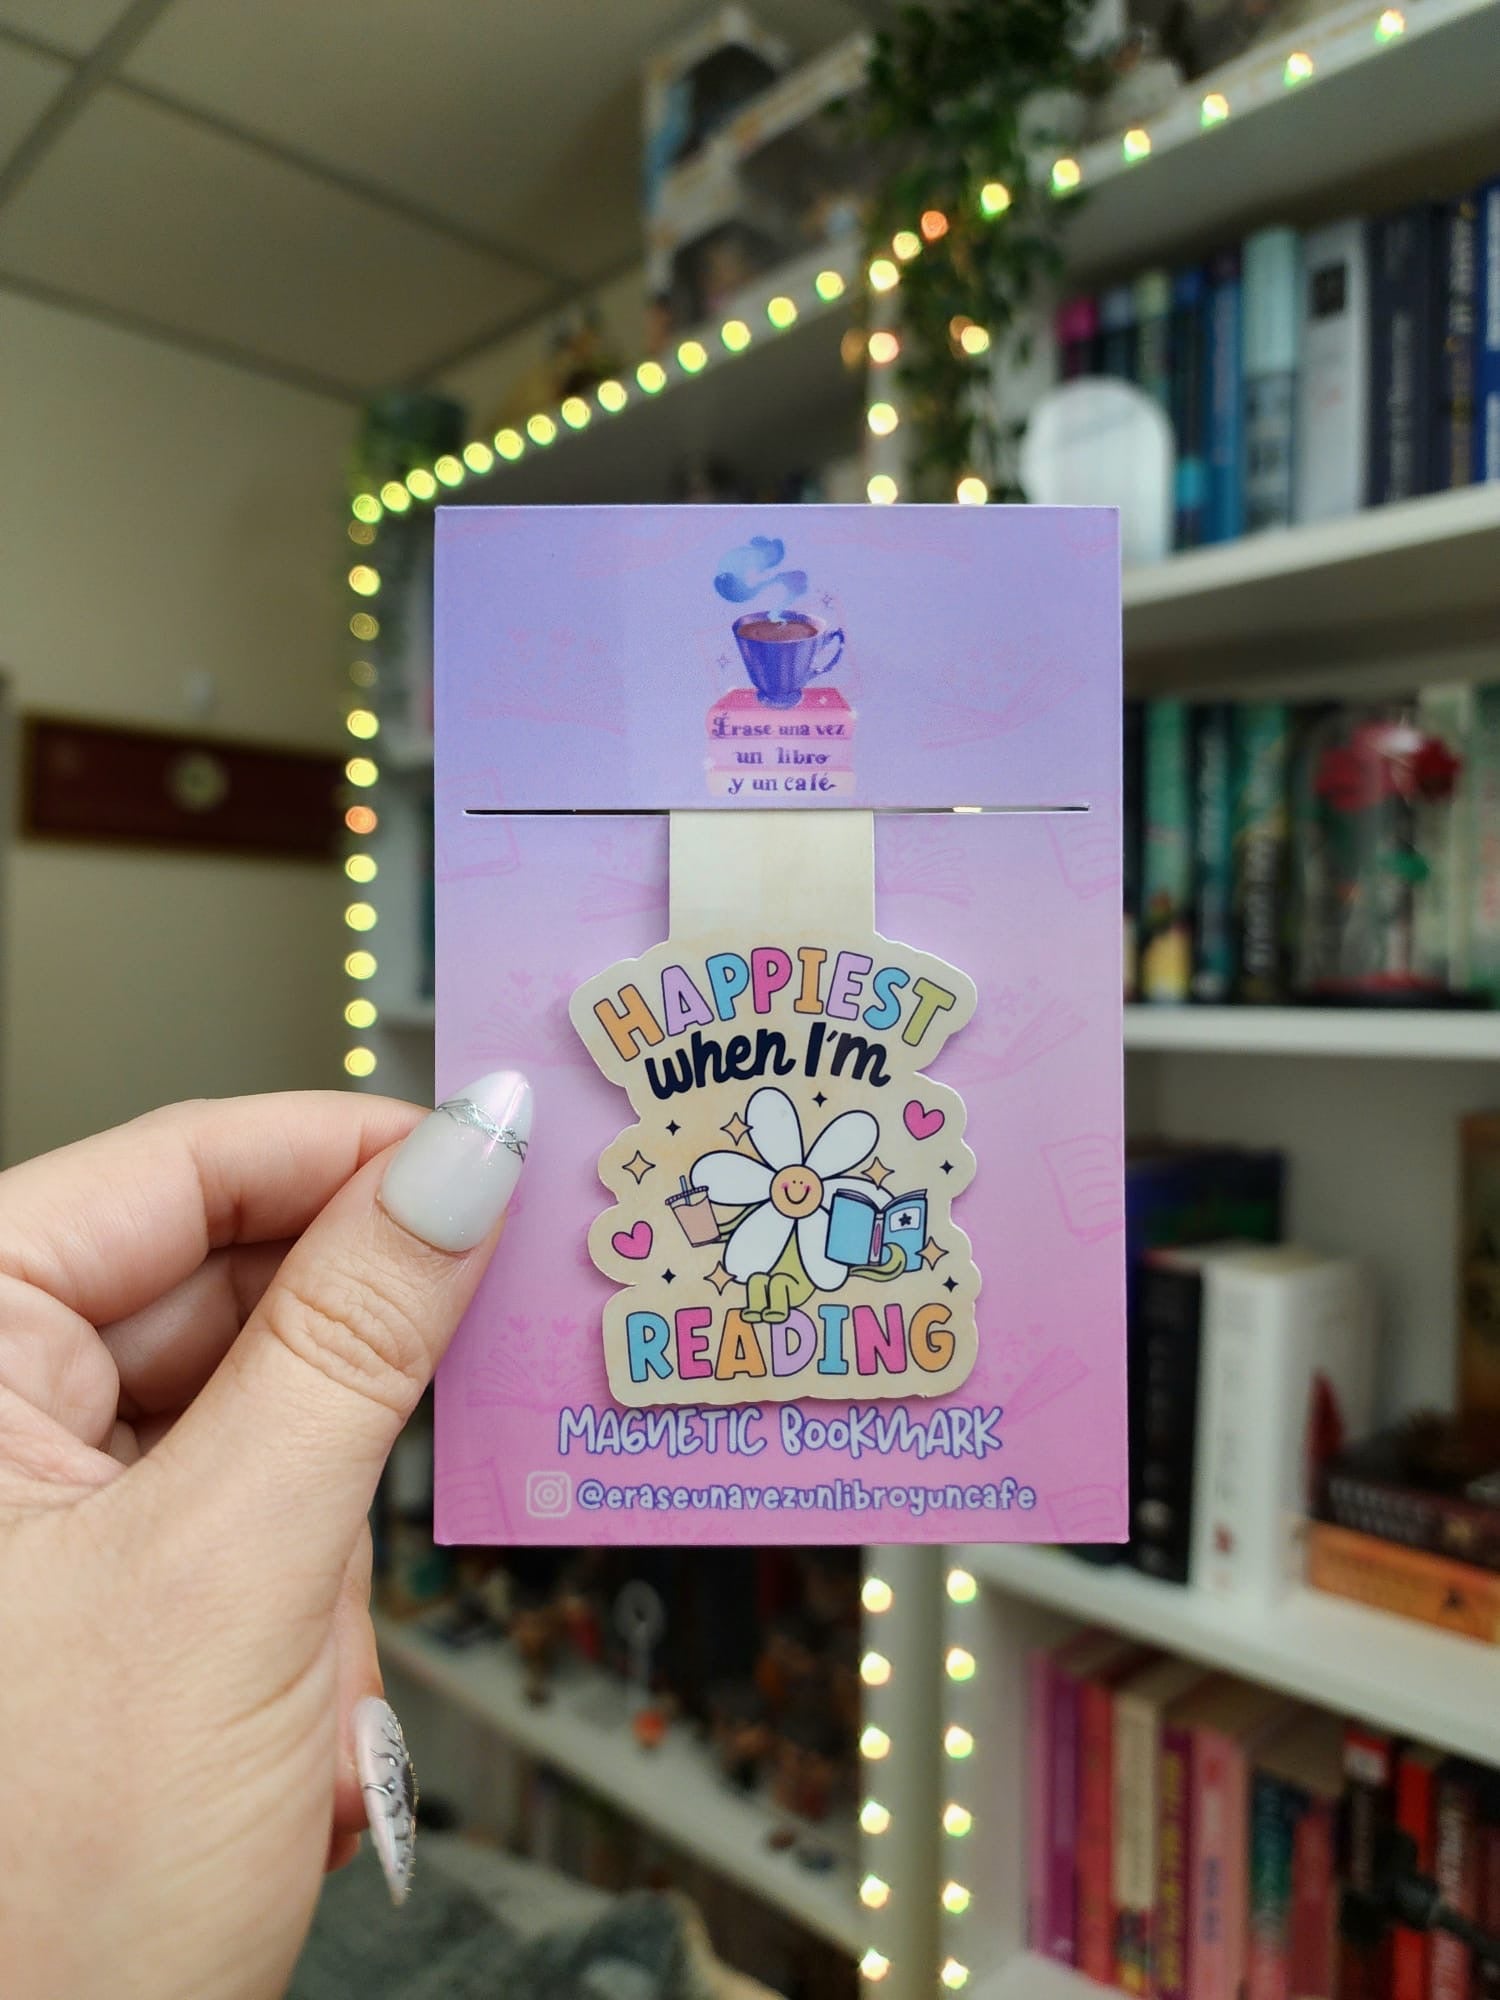 Érase una vez
un libro
y un café
HAPPIEST
when I'm
READING
MAGNETIC BOOKMARK
@eraseunavezunlibroyuncafe